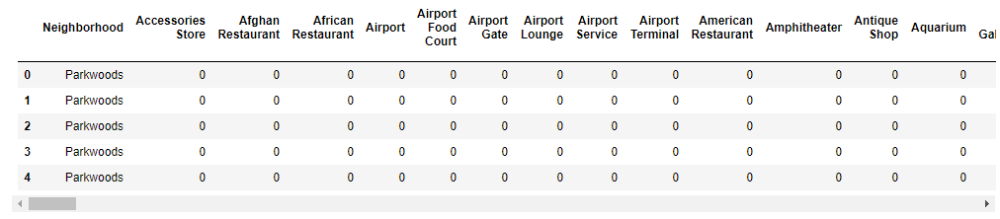 Neighborhood Accessories Store Afghan Restaurant African Restaurant Airport Airport Food Court Airport Gate Airport Lounge Airport Service Airport Terminal American Restaurant Amphitheater Antique Shop Aquarium
0 Parkwoods 0 0 0 0 0 0 0 0 0 0 0 0 0
1 Parkwoods 0 0 0 0 0 0 0 0 0 0 0 0 0
2 Parkwoods 0 0 0 0 0 0 0 0 0 0 0 0 0
3 Parkwoods 0 0 0 0 0 0 0 0 0 0 0 0 0
4 Parkwoods 0 0 0 0 0 0 0 0 0 0 0 0 0